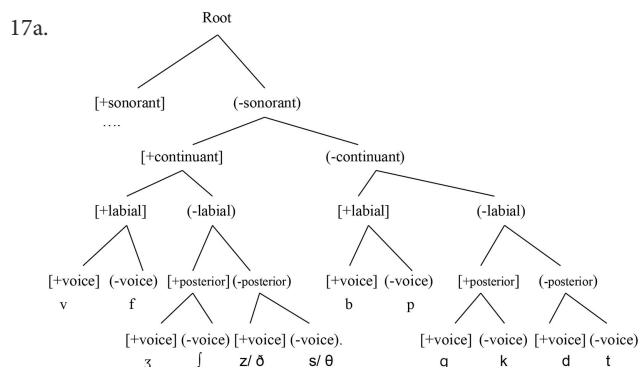 17a.
Root
[+sonorant] (-sonorant)
....
[+continuant] (-continuant)
[+labial] (-labial) [+labial] (-labial)
[+voice] (-voice) [+posterior] (-posterior) [+voice] (-voice) [+posterior] (-posterior)
v f b p
[+voice] (-voice) [+voice] (-voice). [+voice] (-voice) [+voice] (-voice)
ʒ ʃ z/ ð s/ θ g k d t